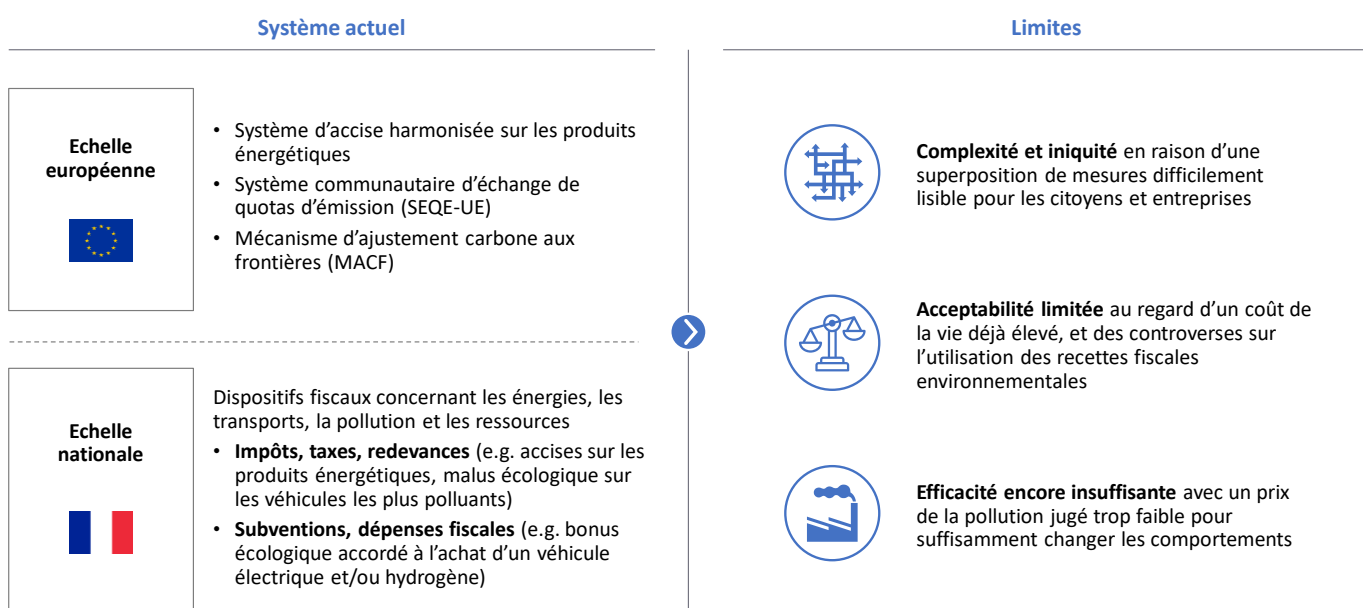 Système actuel
Echelle
européenne
• Système d’accise harmonisée sur les produits
énergétiques
• Système communautaire d’échange de
quotas d’émission (SEQE-UE)
• Mécanisme d’ajustement carbone aux
frontières (MACF)
Echelle
nationale
Dispositifs fiscaux concernant les énergies, les
transports, la pollution et les ressources
• Impôts, taxes, redevances (e.g. accises sur les
produits énergétiques, malus écologique sur
les véhicules les plus polluants)
• Subventions, dépenses fiscales (e.g. bonus
écologique accordé à l’achat d’un véhicule
électrique et/ou hydrogène)
Limites
Complexité et iniquité en raison d’une
superposition de mesures difficilement
lisible pour les citoyens et entreprises
Acceptabilité limitée au regard d’un coût de
la vie déjà élevé, et des controverses sur
l’utilisation des recettes fiscales
environnementales
Efficacité encore insuffisante avec un prix
de la pollution jugé trop faible pour
suffisamment changer les comportements